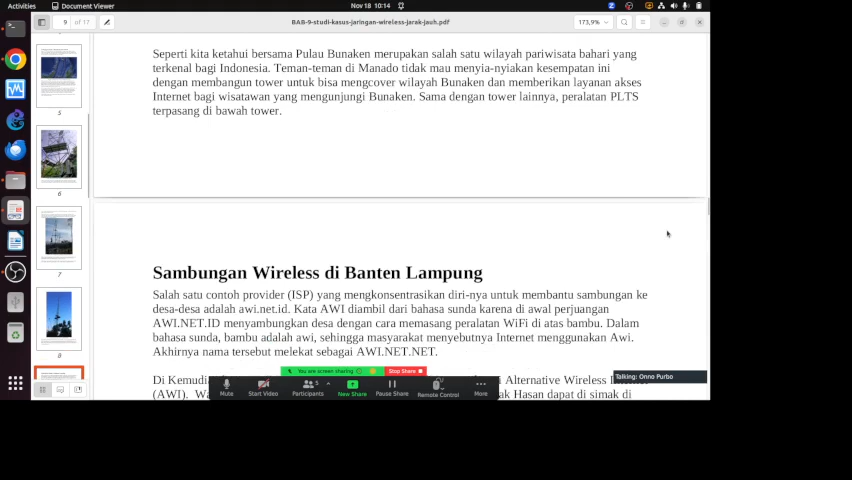 Activities
Document Viewer
Nov 18 10:14
9 of 17
BAB-9-studi-kasus-jaringan-wireless-jarak-jauh.pdf
173,9%
5
6
7
8
Seperti kita ketahui bersama Pulau Bunaken merupakan salah satu wilayah pariwisata bahari yang
terkenal bagi Indonesia. Teman-teman di Manado tidak mau menyia-nyiakan kesempatan ini
dengan membangun tower untuk bisa mengcover wilayah Bunaken dan memberikan layanan akses
Internet bagi wisatawan yang mengunjungi Bunaken. Sama dengan tower lainnya, peralatan PLTS
terpasang di bawah tower.
Sambungan Wireless di Banten Lampung
Salah satu contoh provider (ISP) yang mengkonsentrasikan diri-nya untuk membantu sambungan ke
desa-desa adalah awi.net.id. Kata AWI diambil dari bahasa sunda karena di awal perjuangan
AWI.NET.ID menyambungkan desa dengan cara memasang peralatan WiFi di atas bambu. Dalam
bahasa sunda, bambu adalah awi, sehingga masyarakat menyebutnya Internet menggunakan Awi.
Akhirnya nama tersebut melekat sebagai AWI.NET.NET.
Di Kemudia Alternative Wireless I
(AWI). Wa ak Hasan dapat di simak di
You are screen sharing
Stop Share
Talking: Onno Purbo
Mute
Start Video
Participants 5
New Share
Pause Share
Remote Control
More